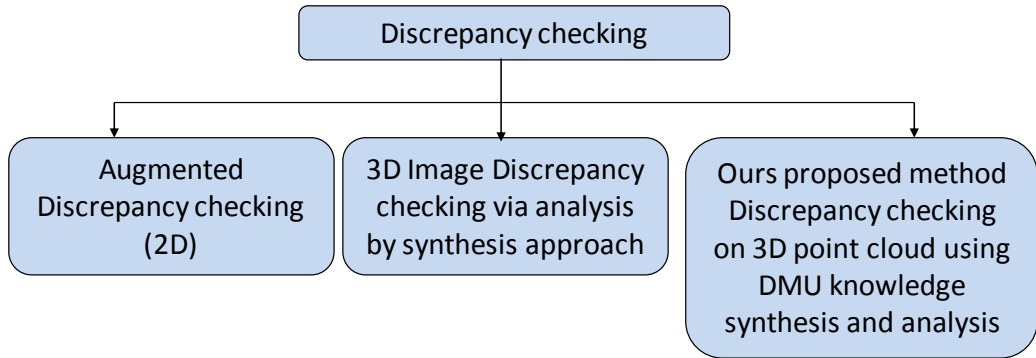 Discrepancy checking
Augmented
Discrepancy checking
(2D)
3D Image Discrepancy
checking via analysis
by synthesis approach
Ours proposed method
Discrepancy checking
on 3D point cloud using
DMU knowledge
synthesis and analysis